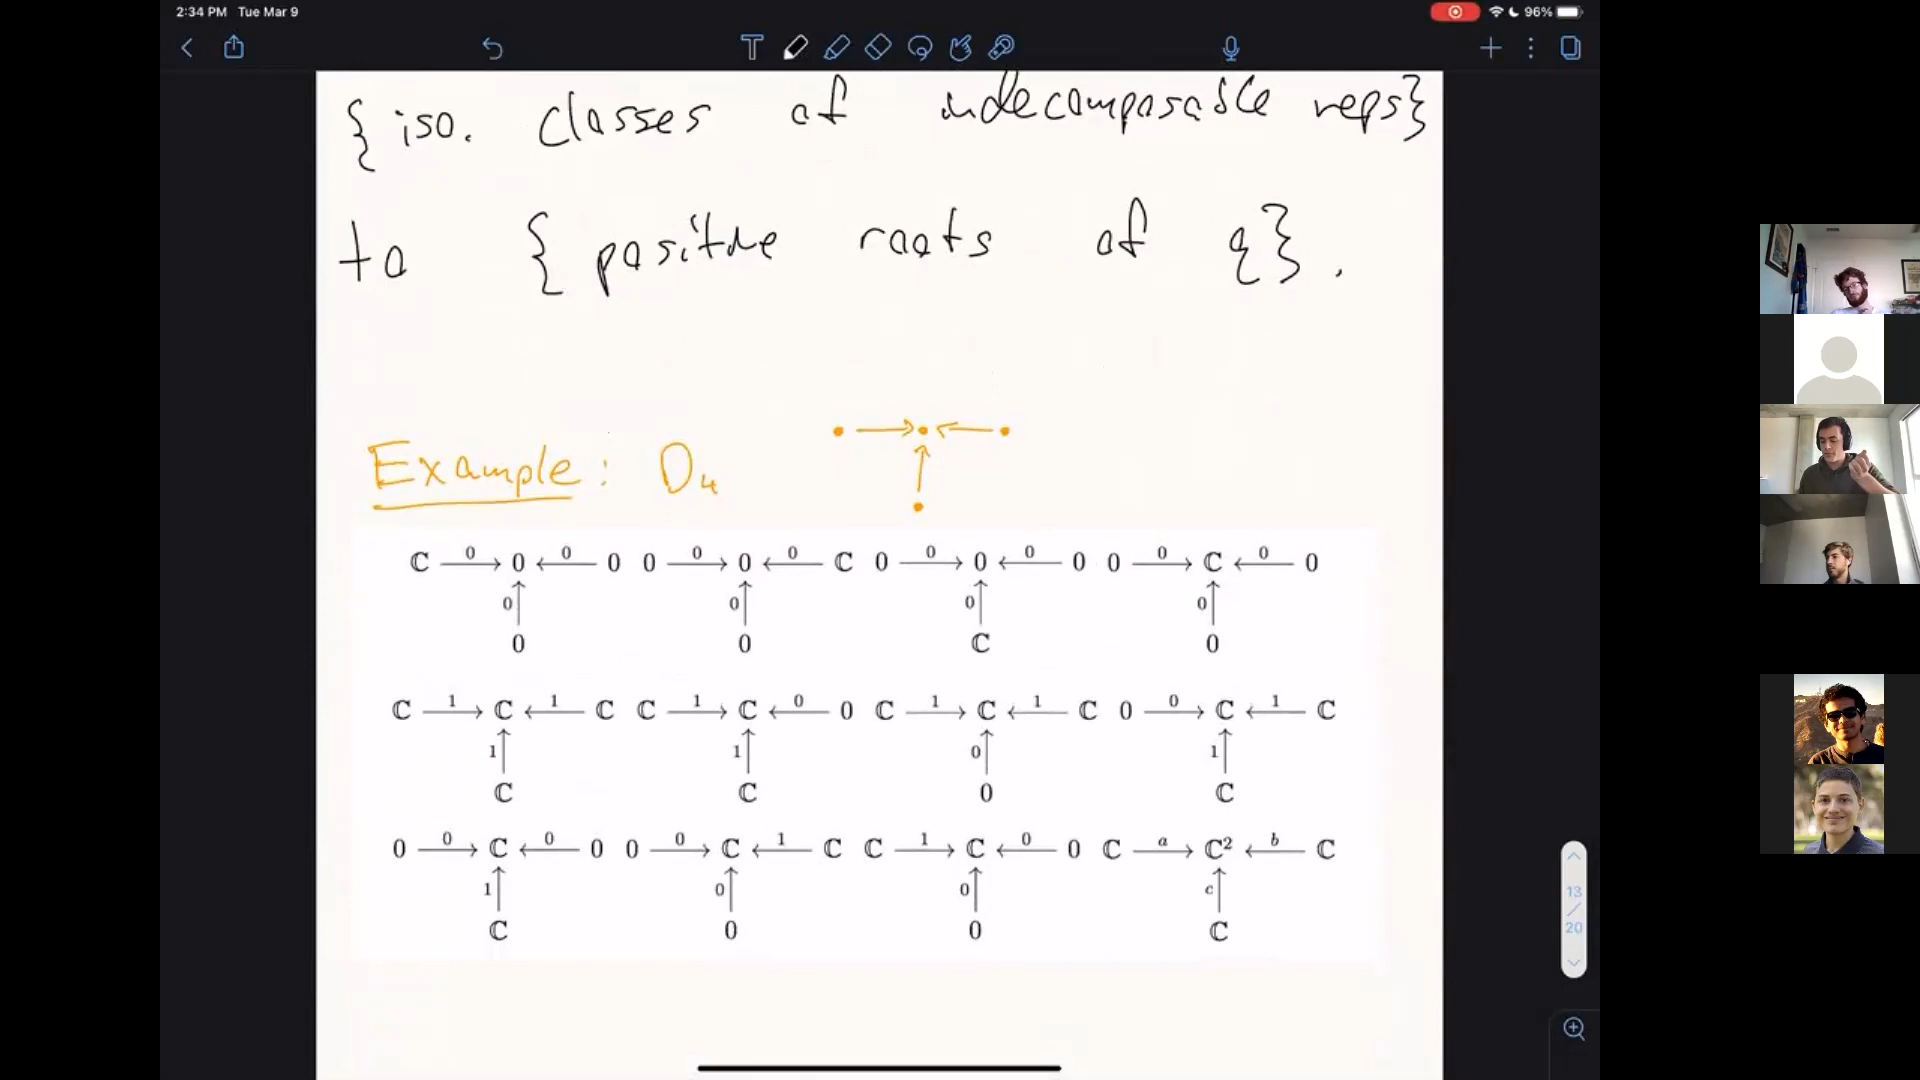 2:34 PM Tue Mar 9
96%
{iso. classes of indecomposable reps}
to {positive roots of q}.
Example: D₄
ℂ —0→ 0 ←0— 0 0 —0→ 0 ←0— ℂ 0 —0→ 0 ←0— 0 0 —0→ ℂ ←0— 0
0↑ 0↑ 0↑ 0↑
0 0 ℂ 0
ℂ —1→ ℂ ←1— ℂ ℂ —1→ ℂ ←0— 0 ℂ —1→ ℂ ←1— ℂ 0 —0→ ℂ ←1— ℂ
1↑ 1↑ 0↑ 1↑
ℂ ℂ 0 ℂ
0 —0→ ℂ ←0— 0 0 —0→ ℂ ←1— ℂ ℂ —1→ ℂ ←0— 0 ℂ —a→ ℂ² ←b— ℂ
1↑ 0↑ 0↑ c↑
ℂ 0 0 ℂ
13
/
20